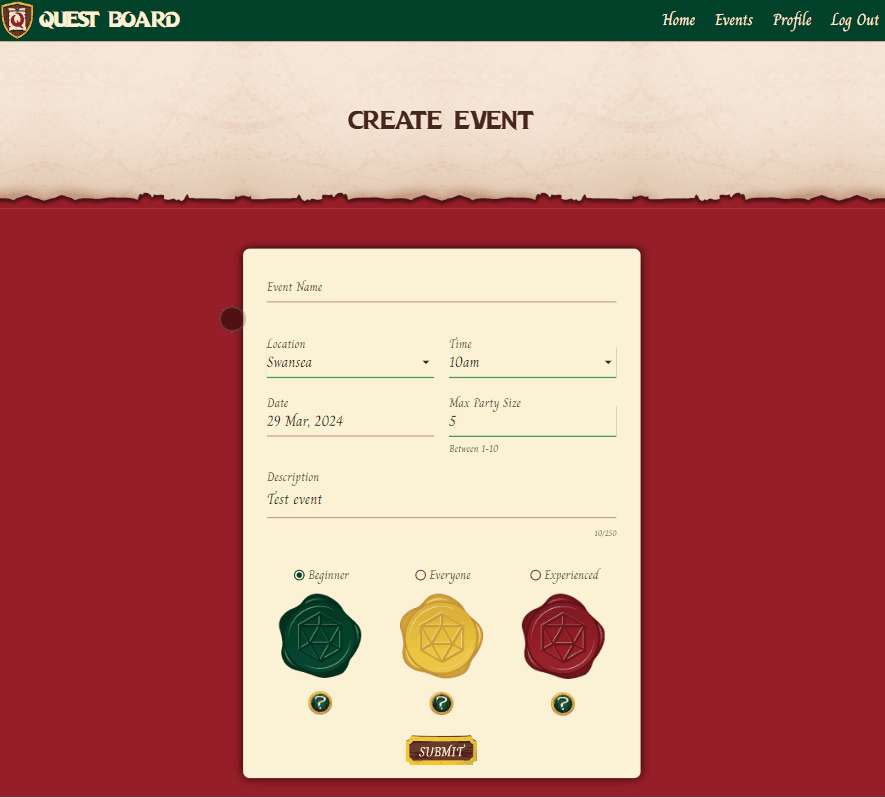 QUEST BOARD Home Events Profile Log Out
CREATE EVENT
Event Name
Location Time
Swansea 10am
Date Max Party Size
29 Mar, 2024 5
Between 1-10
Description
Test event
10/250
Beginner Everyone Experienced
? ? ?
SUBMIT